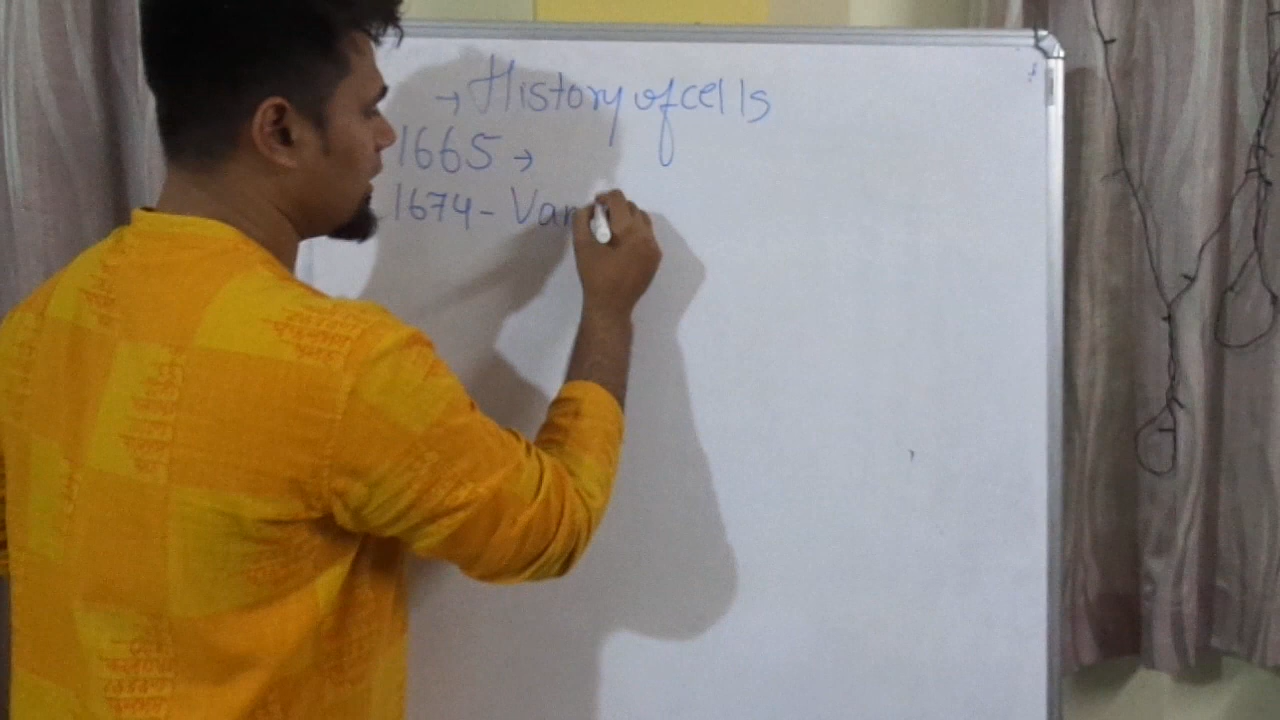 → History of cells
1665 →
1674 - Van